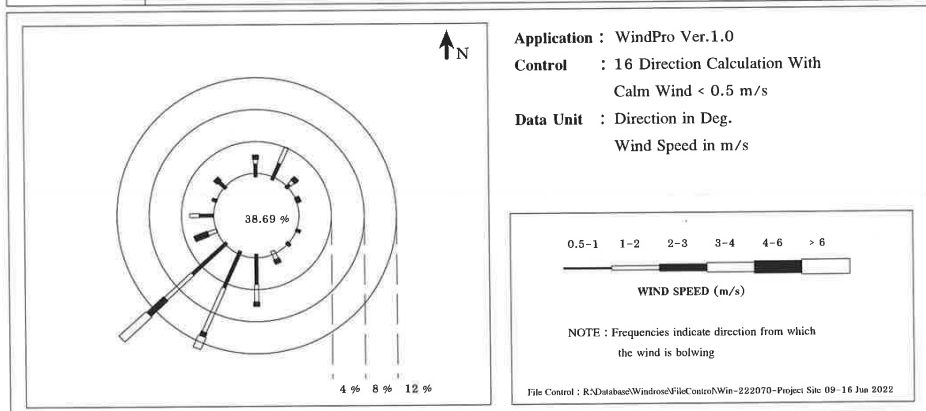 N
Application : WindPro Ver.1.0
Control : 16 Direction Calculation With
Calm Wind < 0.5 m/s
Data Unit : Direction in Deg.
Wind Speed in m/s
38.69 %
4 % 8 % 12 %
0.5-1 1-2 2-3 3-4 4-6 > 6
WIND SPEED (m/s)
NOTE : Frequencies indicate direction from which
the wind is bolwing
File Control : R:\Database\Windrose\FileControl\Win-222070-Project Site 09-16 Jun 2022